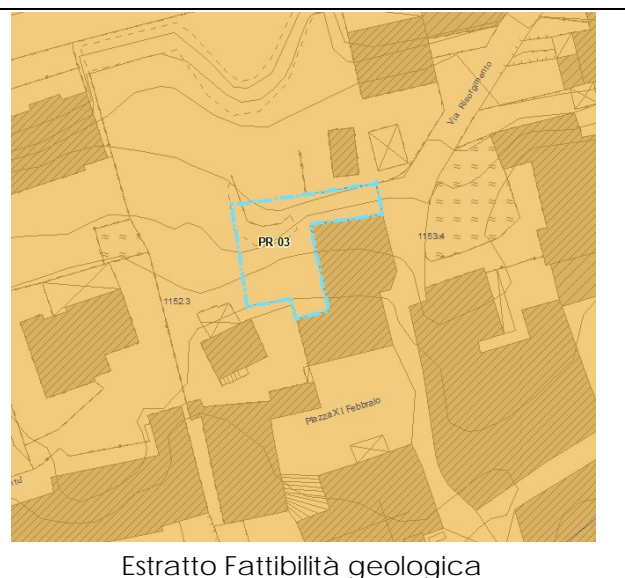 Via Risorgimento
PR 03
1153.4
1152.3
Piazza XI Febbraio
Estratto Fattibilità geologica